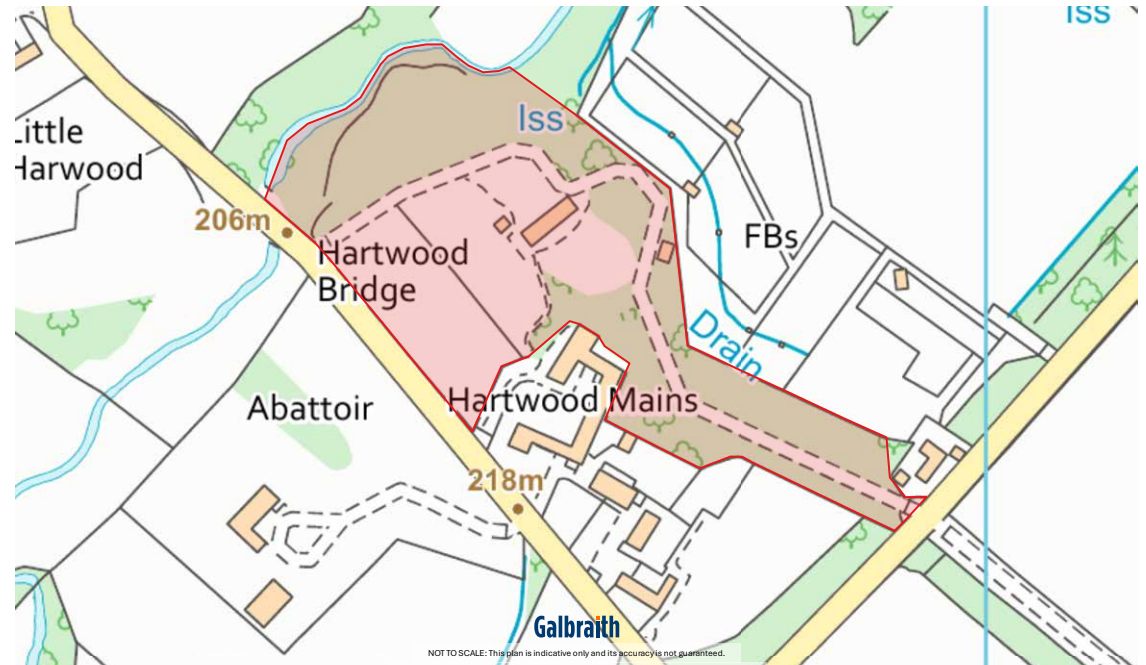 Iss
Iss
Little
Harwood
206m
FBs
Hartwood
Bridge
Drain
Hartwood Mains
Abattoir
218m
Galbraith
NOT TO SCALE: This plan is indicative only and its accuracy is not guaranteed.